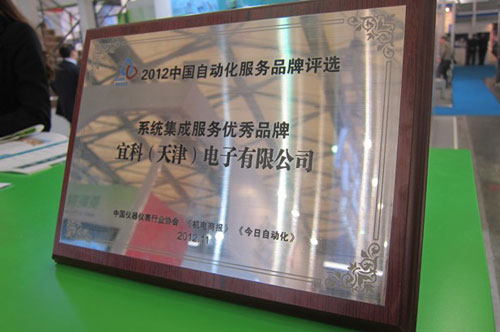 2012中国自动化服务品牌评选
系统集成服务优秀品牌
宜科（天津）电子有限公司
中国仪器仪表行业协会 《机电商报》 《今日自动化》
2012.11